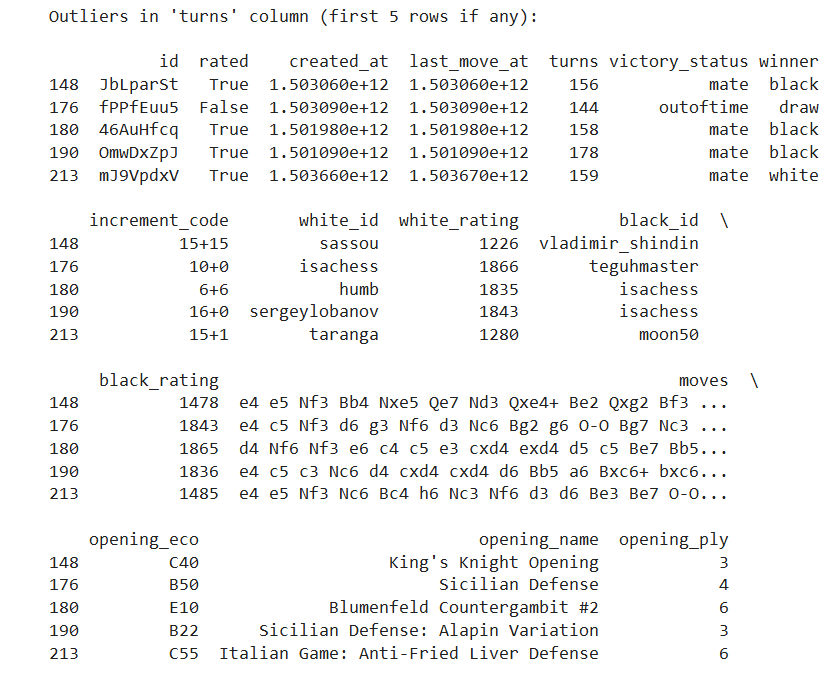 Outliers in 'turns' column (first 5 rows if any):
id rated created_at last_move_at turns victory_status winner
148 JbLparSt True 1.503060e+12 1.503060e+12 156 mate black
176 fPPfEuu5 False 1.503090e+12 1.503090e+12 144 outoftime draw
180 46AuHfcq True 1.501980e+12 1.501980e+12 158 mate black
190 OmwDxZpJ True 1.501090e+12 1.501090e+12 178 mate black
213 mJ9VpdxV True 1.503660e+12 1.503670e+12 159 mate white
increment_code white_id white_rating black_id \
148 15+15 sassou 1226 vladimir_shindin
176 10+0 isachess 1866 teguhmaster
180 6+6 humb 1835 isachess
190 16+0 sergeylobanov 1843 isachess
213 15+1 taranga 1280 moon50
black_rating moves \
148 1478 e4 e5 Nf3 Bb4 Nxe5 Qe7 Nd3 Qxe4+ Be2 Qxg2 Bf3 ...
176 1843 e4 c5 Nf3 d6 g3 Nf6 d3 Nc6 Bg2 g6 O-O Bg7 Nc3 ...
180 1865 d4 Nf6 Nf3 e6 c4 c5 e3 cxd4 exd4 d5 c5 Be7 Bb5...
190 1836 e4 c5 c3 Nc6 d4 cxd4 cxd4 d6 Bb5 a6 Bxc6+ bxc6...
213 1485 e4 e5 Nf3 Nc6 Bc4 h6 Nc3 Nf6 d3 d6 Be3 Be7 O-O...
opening_eco opening_name opening_ply
148 C40 King's Knight Opening 3
176 B50 Sicilian Defense 4
180 E10 Blumenfeld Countergambit #2 6
190 B22 Sicilian Defense: Alapin Variation 3
213 C55 Italian Game: Anti-Fried Liver Defense 6